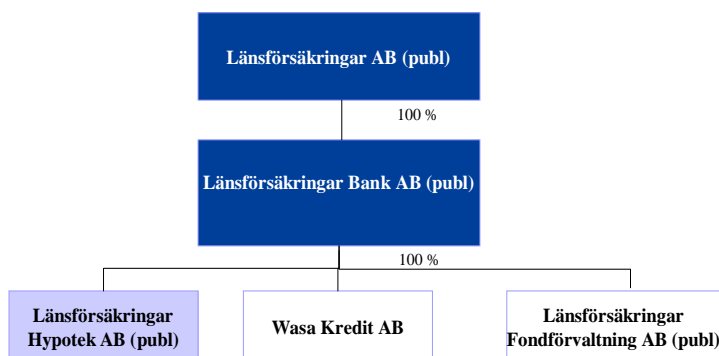 Länsförsäkringar AB (publ)
100 %
Länsförsäkringar Bank AB (publ)
100 %
Länsförsäkringar
Hypotek AB (publ)
Wasa Kredit AB
Länsförsäkringar
Fondförvaltning AB (publ)